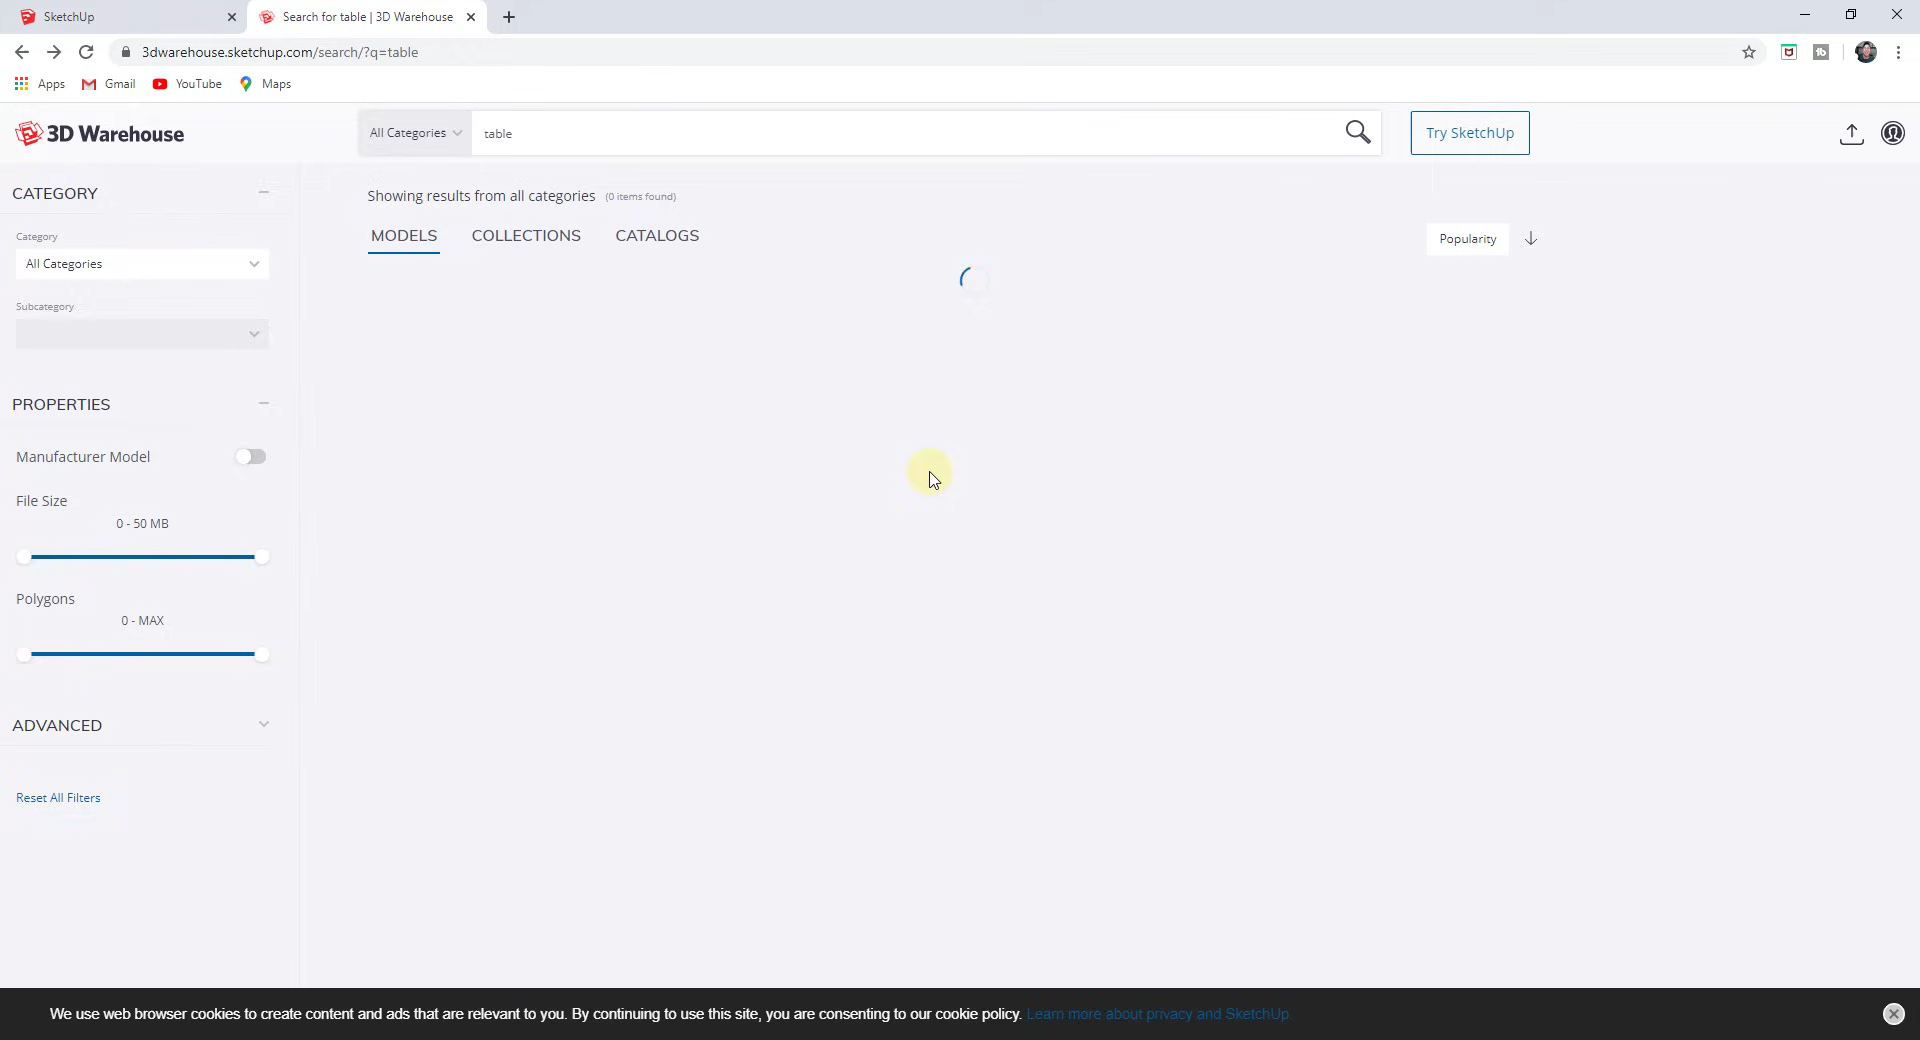 SketchUp
Search for table | 3D Warehouse
3dwarehouse.sketchup.com/search/?q=table
Apps
Gmail
YouTube
Maps
3D Warehouse
All Categories
table
Try SketchUp
CATEGORY
Showing results from all categories (0 items found)
Category
MODELS
COLLECTIONS
CATALOGS
Popularity
All Categories
Subcategory
PROPERTIES
Manufacturer Model
File Size
0 - 50 MB
Polygons
0 - MAX
ADVANCED
Reset All Filters
We use web browser cookies to create content and ads that are relevant to you. By continuing to use this site, you are consenting to our cookie policy. Learn more about privacy and SketchUp.